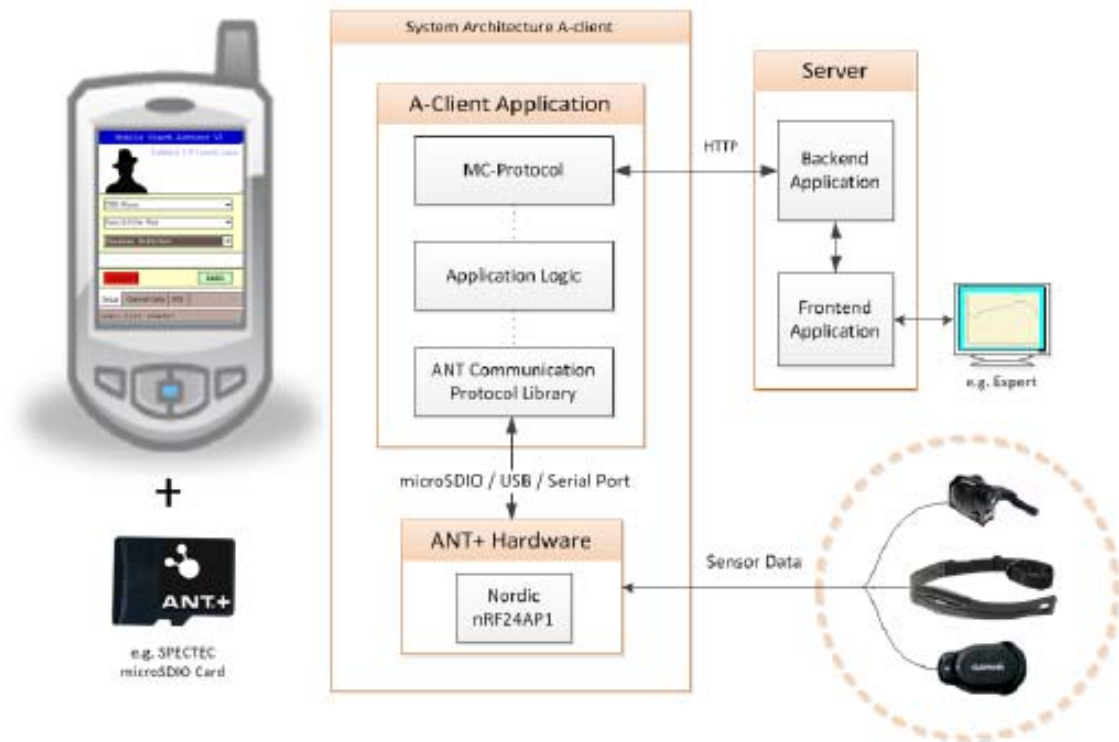 System Architecture A-client
Server
A-Client Application
MC-Protocol
HTTP
Backend
Application
Application Logic
Frontend
Application
ANT Communication
Protocol Library
e.g. Expert
microSDIO / USB / Serial Port
+
ANT+ Hardware
Sensor Data
Nordic
nRF24AP1
ANT+
e.g. SPECTEC
microSDIO Card
GARMIN